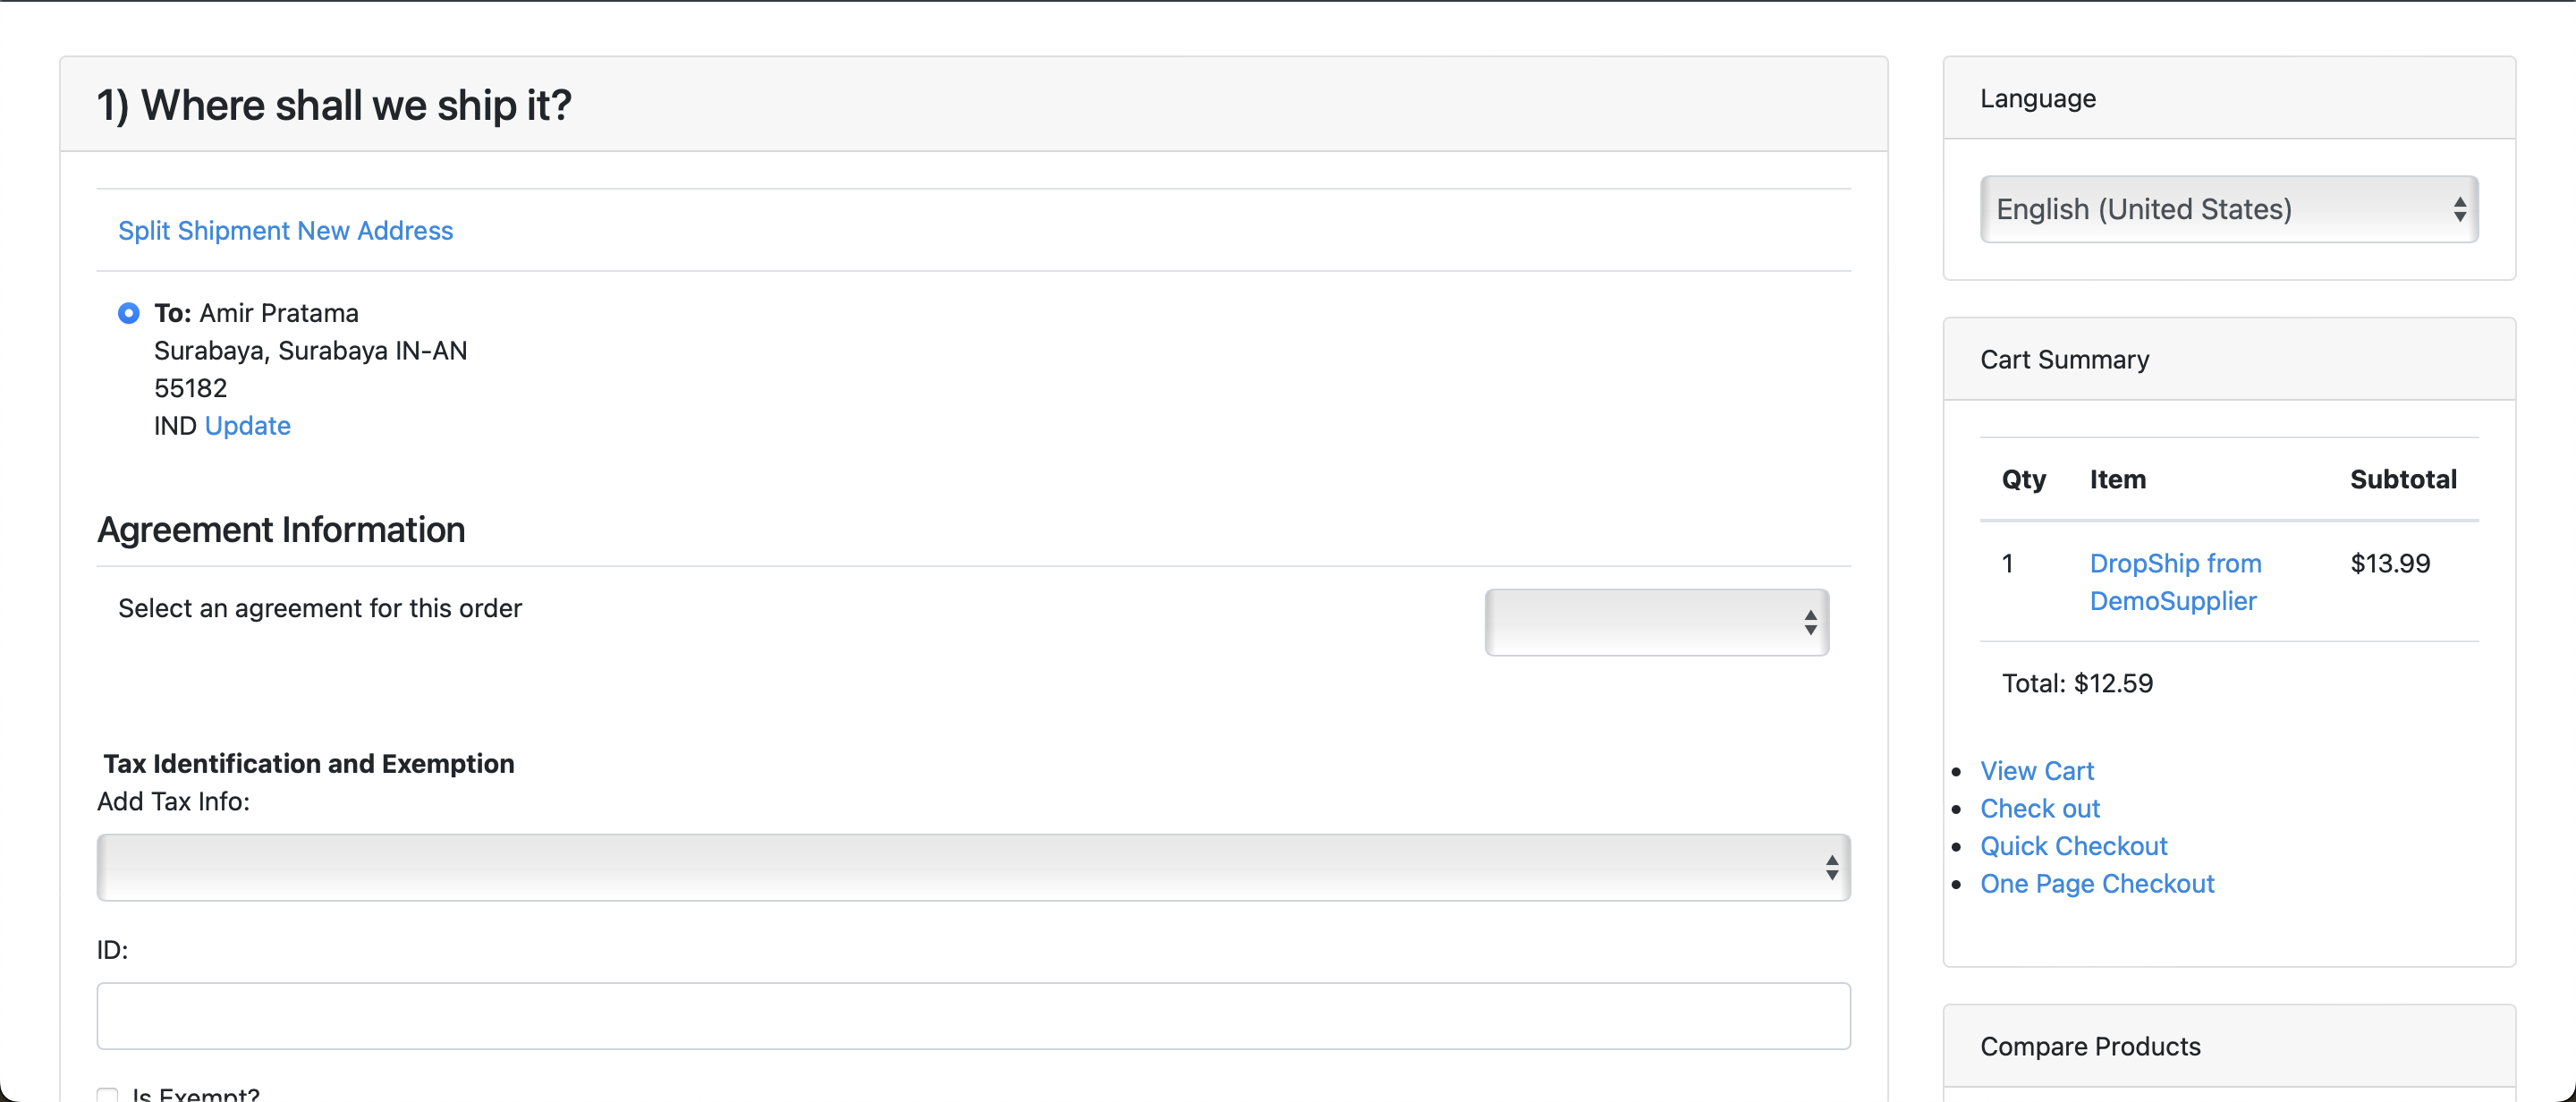 1) Where shall we ship it?
Split Shipment New Address
To: Amir Pratama
Surabaya, Surabaya IN-AN
55182
IND Update
Agreement Information
Select an agreement for this order
Tax Identification and Exemption
Add Tax Info:
ID:
Is Exempt?
Language
English (United States)
Cart Summary
Qty Item Subtotal
1 DropShip from DemoSupplier $13.99
Total: $12.59
View Cart
Check out
Quick Checkout
One Page Checkout
Compare Products